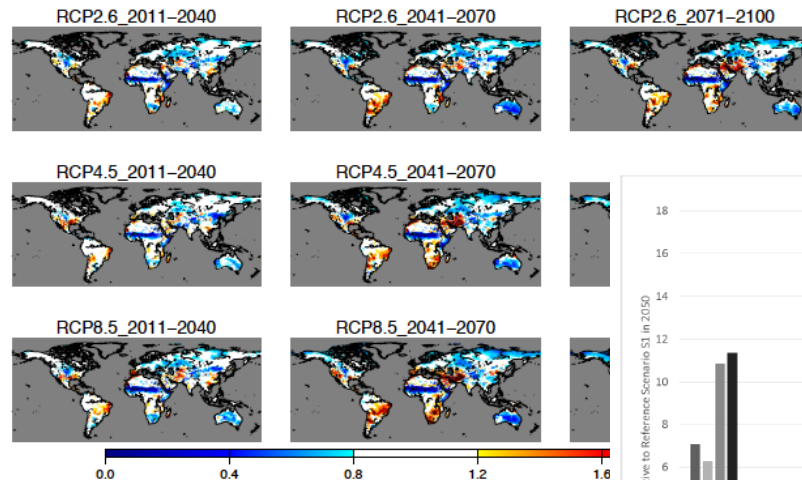 RCP2.6_2011−2040 RCP2.6_2041−2070 RCP2.6_2071−2100
RCP4.5_2011−2040 RCP4.5_2041−2070
RCP8.5_2011−2040 RCP8.5_2041−2070
0.0 0.4 0.8 1.2 1.6
18
16
14
12
10
8
6
tive to Reference Scenario S1 in 2050